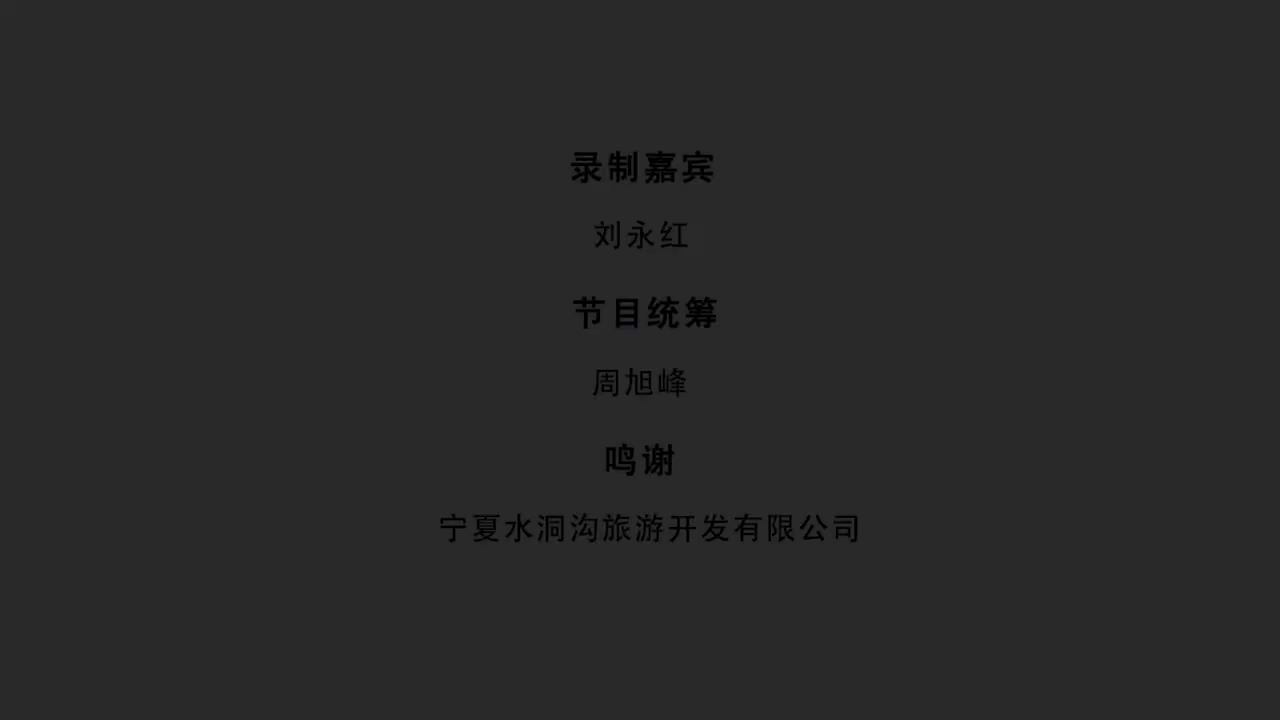 录制嘉宾
刘永红
节目统筹
周旭峰
鸣谢
宁夏水洞沟旅游开发有限公司